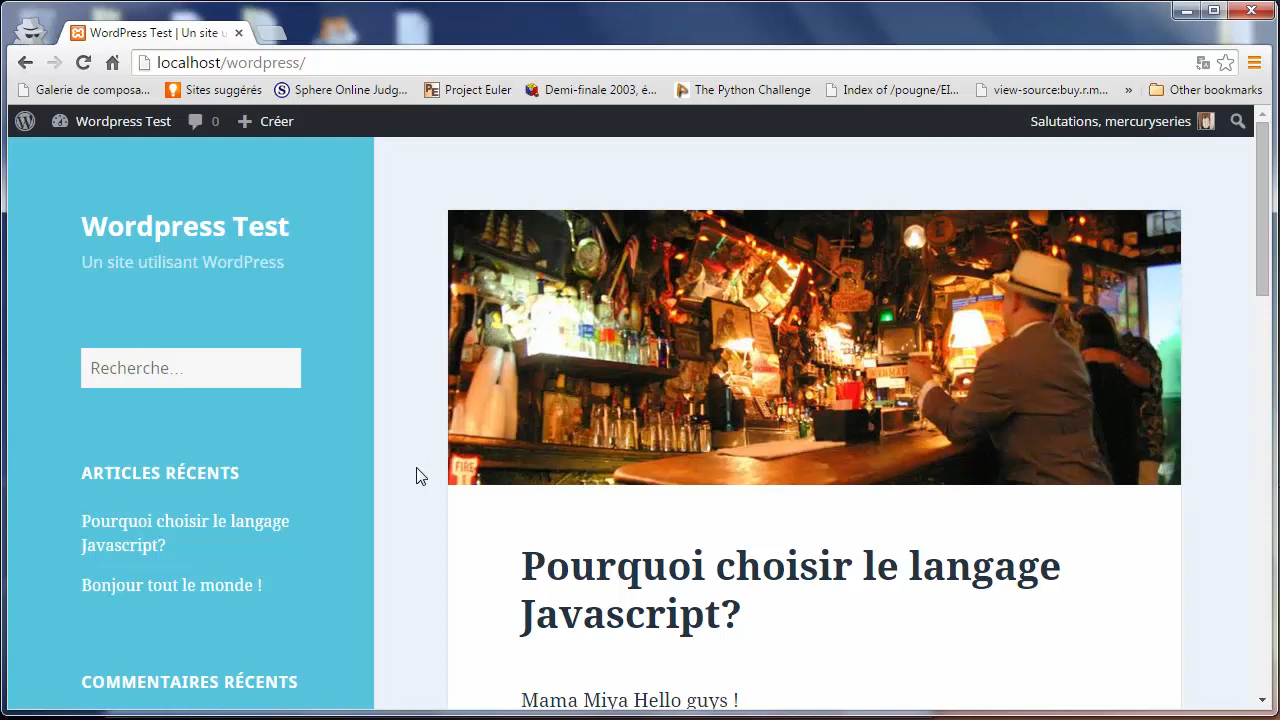 WordPress Test | Un site u
localhost/wordpress/
Galerie de composa... Sites suggérés Sphere Online Judg... Project Euler Demi-finale 2003, é... The Python Challenge Index of /pougne/EI... view-source:buy.r.m... » Other bookmarks
Wordpress Test 0 Créer Salutations, mercuryseries
Wordpress Test
Un site utilisant WordPress
Recherche…
ARTICLES RÉCENTS
Pourquoi choisir le langage
Javascript?
Bonjour tout le monde !
COMMENTAIRES RÉCENTS
FIRE
Pourquoi choisir le langage
Javascript?
Mama Miya Hello guys !